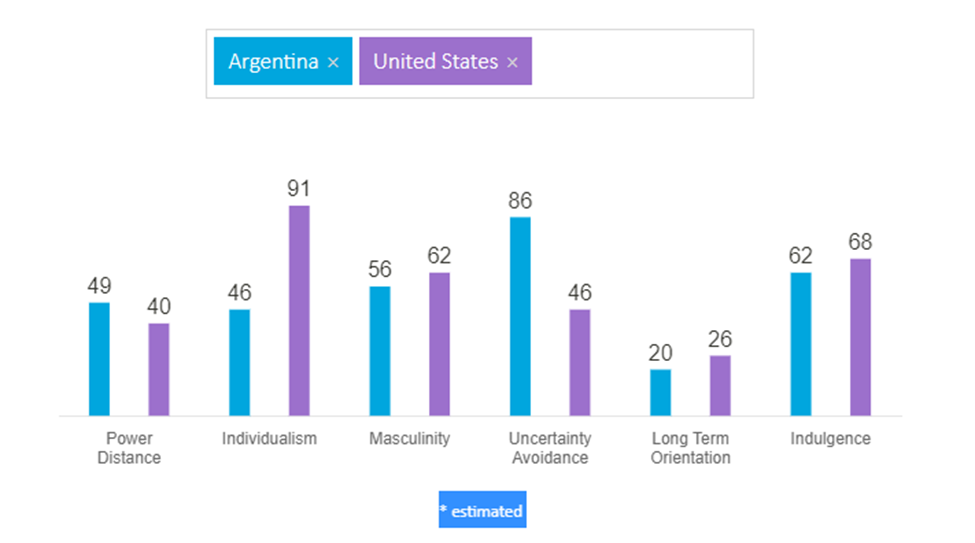 Argentina × United States ×
49 40 46 91 56 62 86 46 20 26 62 68
Power Distance
Individualism
Masculinity
Uncertainty Avoidance
Long Term Orientation
Indulgence
* estimated